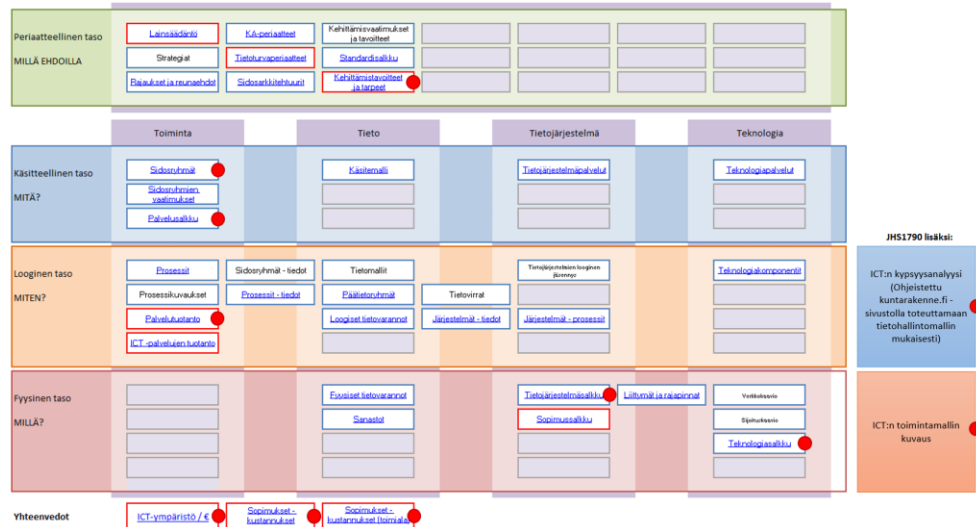 Periaatteellinen taso
MILLÄ EHDOILLA
Lainsäädäntö
KA-periaatteet
Kehittämisvaatimukset
ja tavoitteet
Strategiat
Tietoturvaperiaatteet
Standardisalkku
Rajaukset ja reunaehdot
Sidosarkkitehtuurit
Kehittämistavoitteet
ja tarpeet
Toiminta
Tieto
Tietojärjestelmä
Teknologia
Käsitteellinen taso
MITÄ?
Sidosryhmät
Käsitemalli
Tietojärjestelmäpalvelut
Teknologiapalvelut
Sidosryhmien
vaatimukset
Palvelusalkku
JHS1790 lisäksi:
Looginen taso
MITEN?
Prosessit
Sidosryhmät - tiedot
Tietomallit
Tietojärjestelmien looginen
jäsennys
Teknologiakomponentit
Prosessikuvaukset
Prosessit - tiedot
Päätietoryhmät
Tietovirrat
Palvelutuotanto
Loogiset tietovarannot
Järjestelmät - tiedot
Järjestelmät - prosessit
ICT -palvelujen tuotanto
ICT:n kypsyysanalyysi
(Ohjeistettu
kuntarakenne.fi -
sivustolla toteuttamaan
tietohallintomallin
mukaisesti)
Fyysinen taso
MILLÄ?
Fyysiset tietovarannot
Tietojärjestelmäsalkku
Liittymät ja rajapinnat
Verkkokaavio
Sanastot
Sopimussalkku
Sijoituskaavio
Teknologiasalkku
ICT:n toimintamallin
kuvaus
Yhteenvedot
ICT-ympäristö / €
Sopimukset -
kustannukset
Sopimukset -
kustannukset (toimiala)